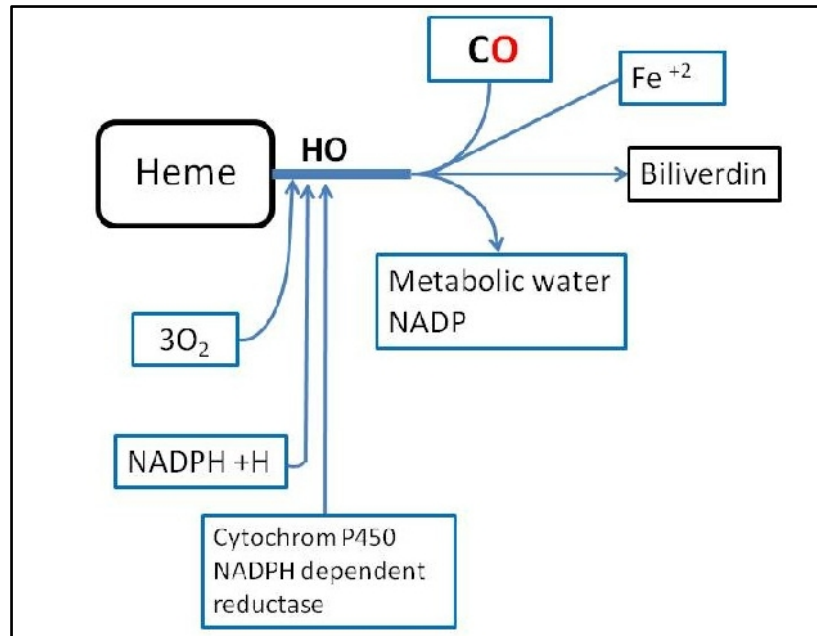 CO
Fe +2
HO
Heme
Biliverdin
Metabolic water
NADP
3O₂
NADPH +H
Cytochrom P450
NADPH dependent
reductase